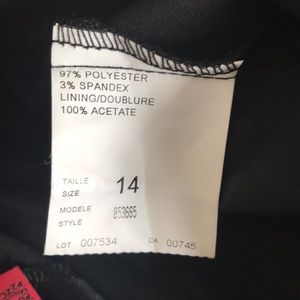 97% POLYESTER
3% SPANDEX
LINING/DOUBLURE
100% ACETATE
TAILLE
SIZE 14
MODELE
STYLE 853665
LOT 007534 CA 00745